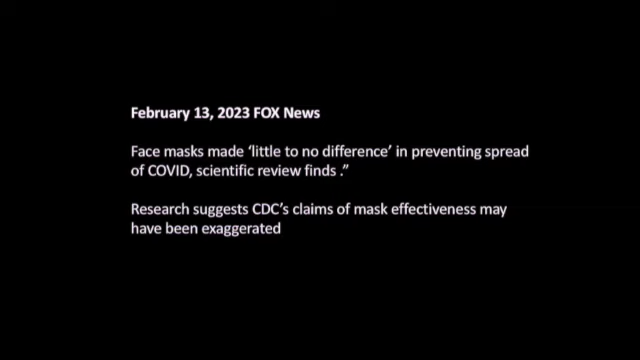 February 13, 2023 FOX News
Face masks made ‘little to no difference’ in preventing spread
of COVID, scientific review finds .”
Research suggests CDC’s claims of mask effectiveness may
have been exaggerated